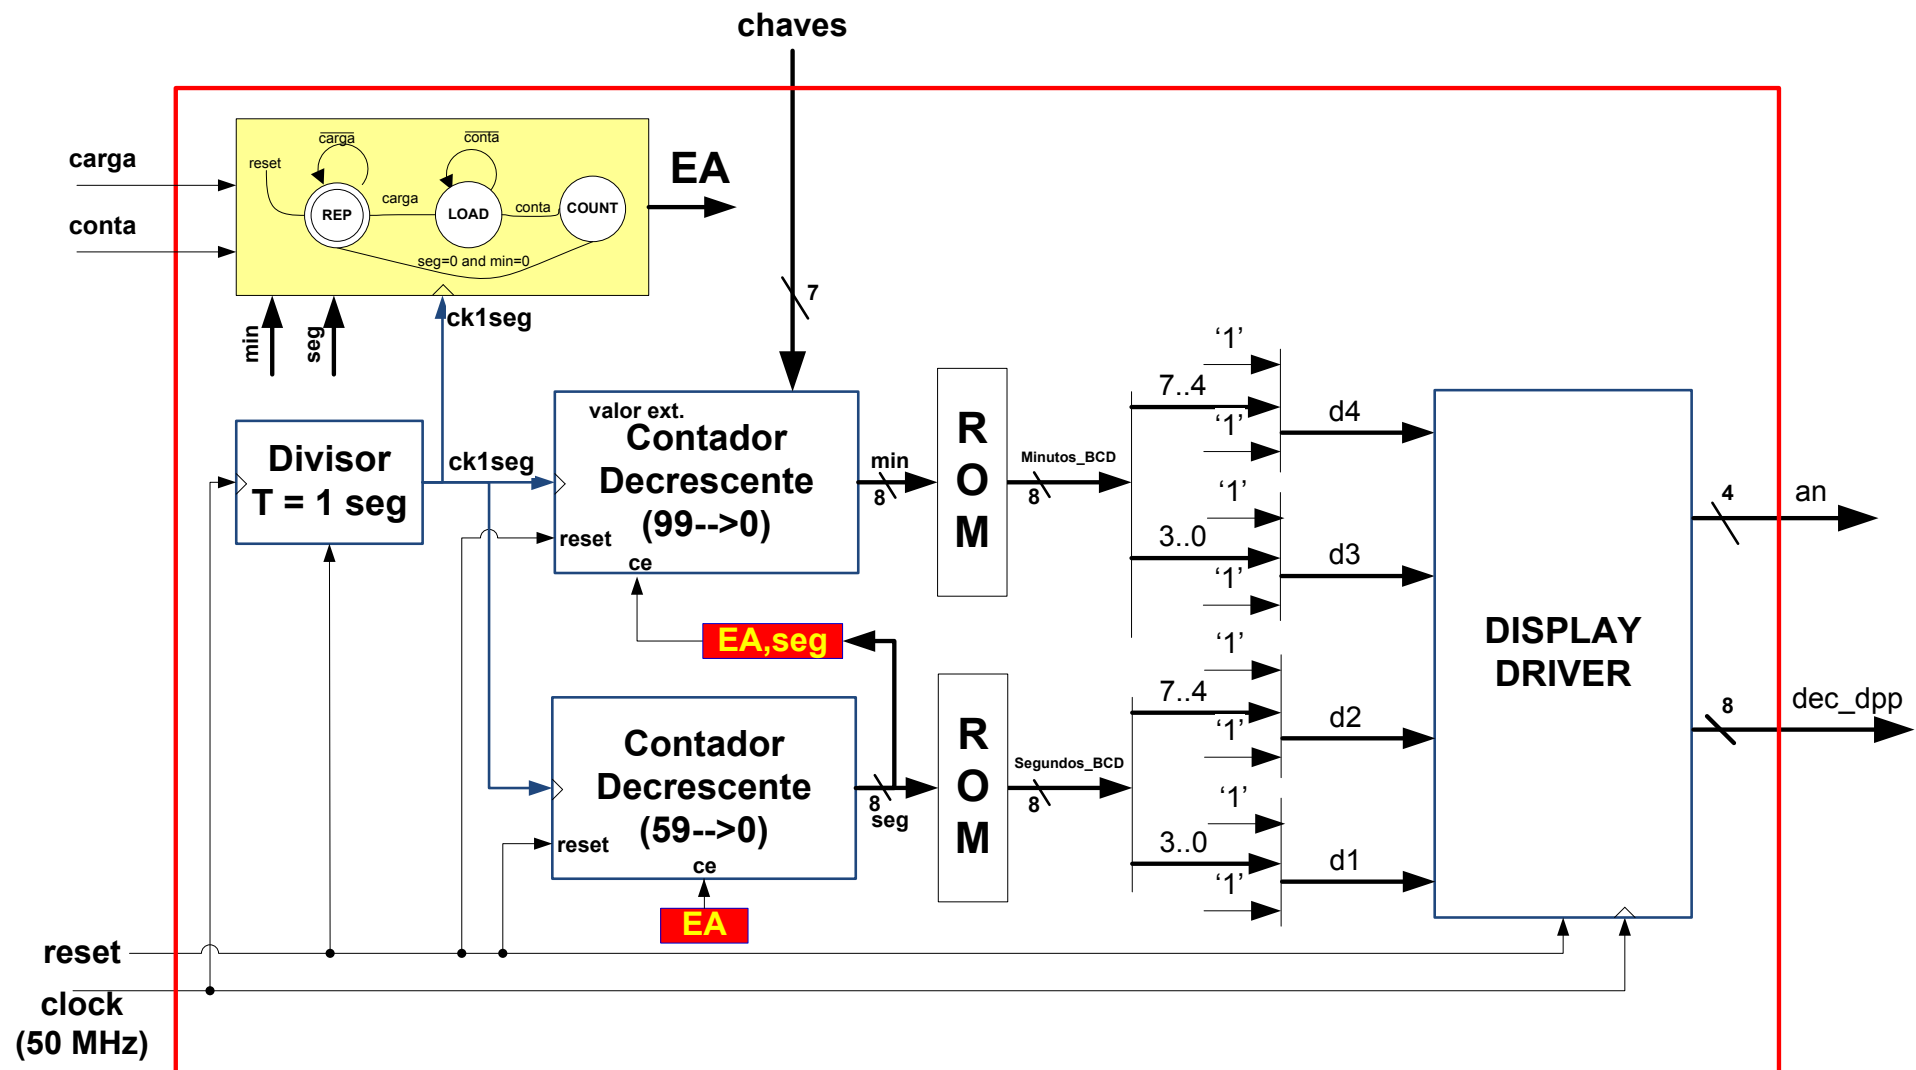 chaves
carga
conta
reset
carga
conta
REP
carga
LOAD
conta
COUNT
seg=0 and min=0
EA
min
seg
ck1seg
7
Divisor
T = 1 seg
ck1seg
valor ext.
Contador
Decrescente
(99-->0)
reset
ce
min
8
R
O
M
Minutos_BCD
8
7..4
3..0
'1'
'1'
'1'
'1'
d4
d3
EA,seg
Contador
Decrescente
(59-->0)
reset
ce
EA
8
seg
R
O
M
Segundos_BCD
8
7..4
3..0
'1'
'1'
'1'
'1'
d2
d1
DISPLAY
DRIVER
4
an
8
dec_dpp
reset
clock
(50 MHz)